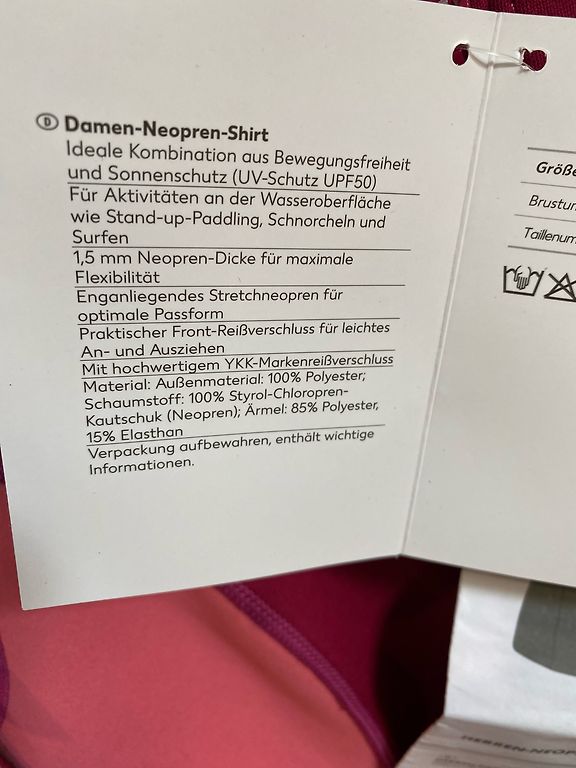 D Damen-Neopren-Shirt
Ideale Kombination aus Bewegungsfreiheit
und Sonnenschutz (UV-Schutz UPF50)
Für Aktivitäten an der Wasseroberfläche
wie Stand-up-Paddling, Schnorcheln und
Surfen
1,5 mm Neopren-Dicke für maximale
Flexibilität
Enganliegendes Stretchneopren für
optimale Passform
Praktischer Front-Reißverschluss für leichtes
An- und Ausziehen
Mit hochwertigem YKK-Markenreißverschluss
Material: Außenmaterial: 100% Polyester;
Schaumstoff: 100% Styrol-Chloropren-
Kautschuk (Neopren); Ärmel: 85% Polyester,
15% Elasthan
Verpackung aufbewahren, enthält wichtige
Informationen.
Größe
Brustu
Taillenum